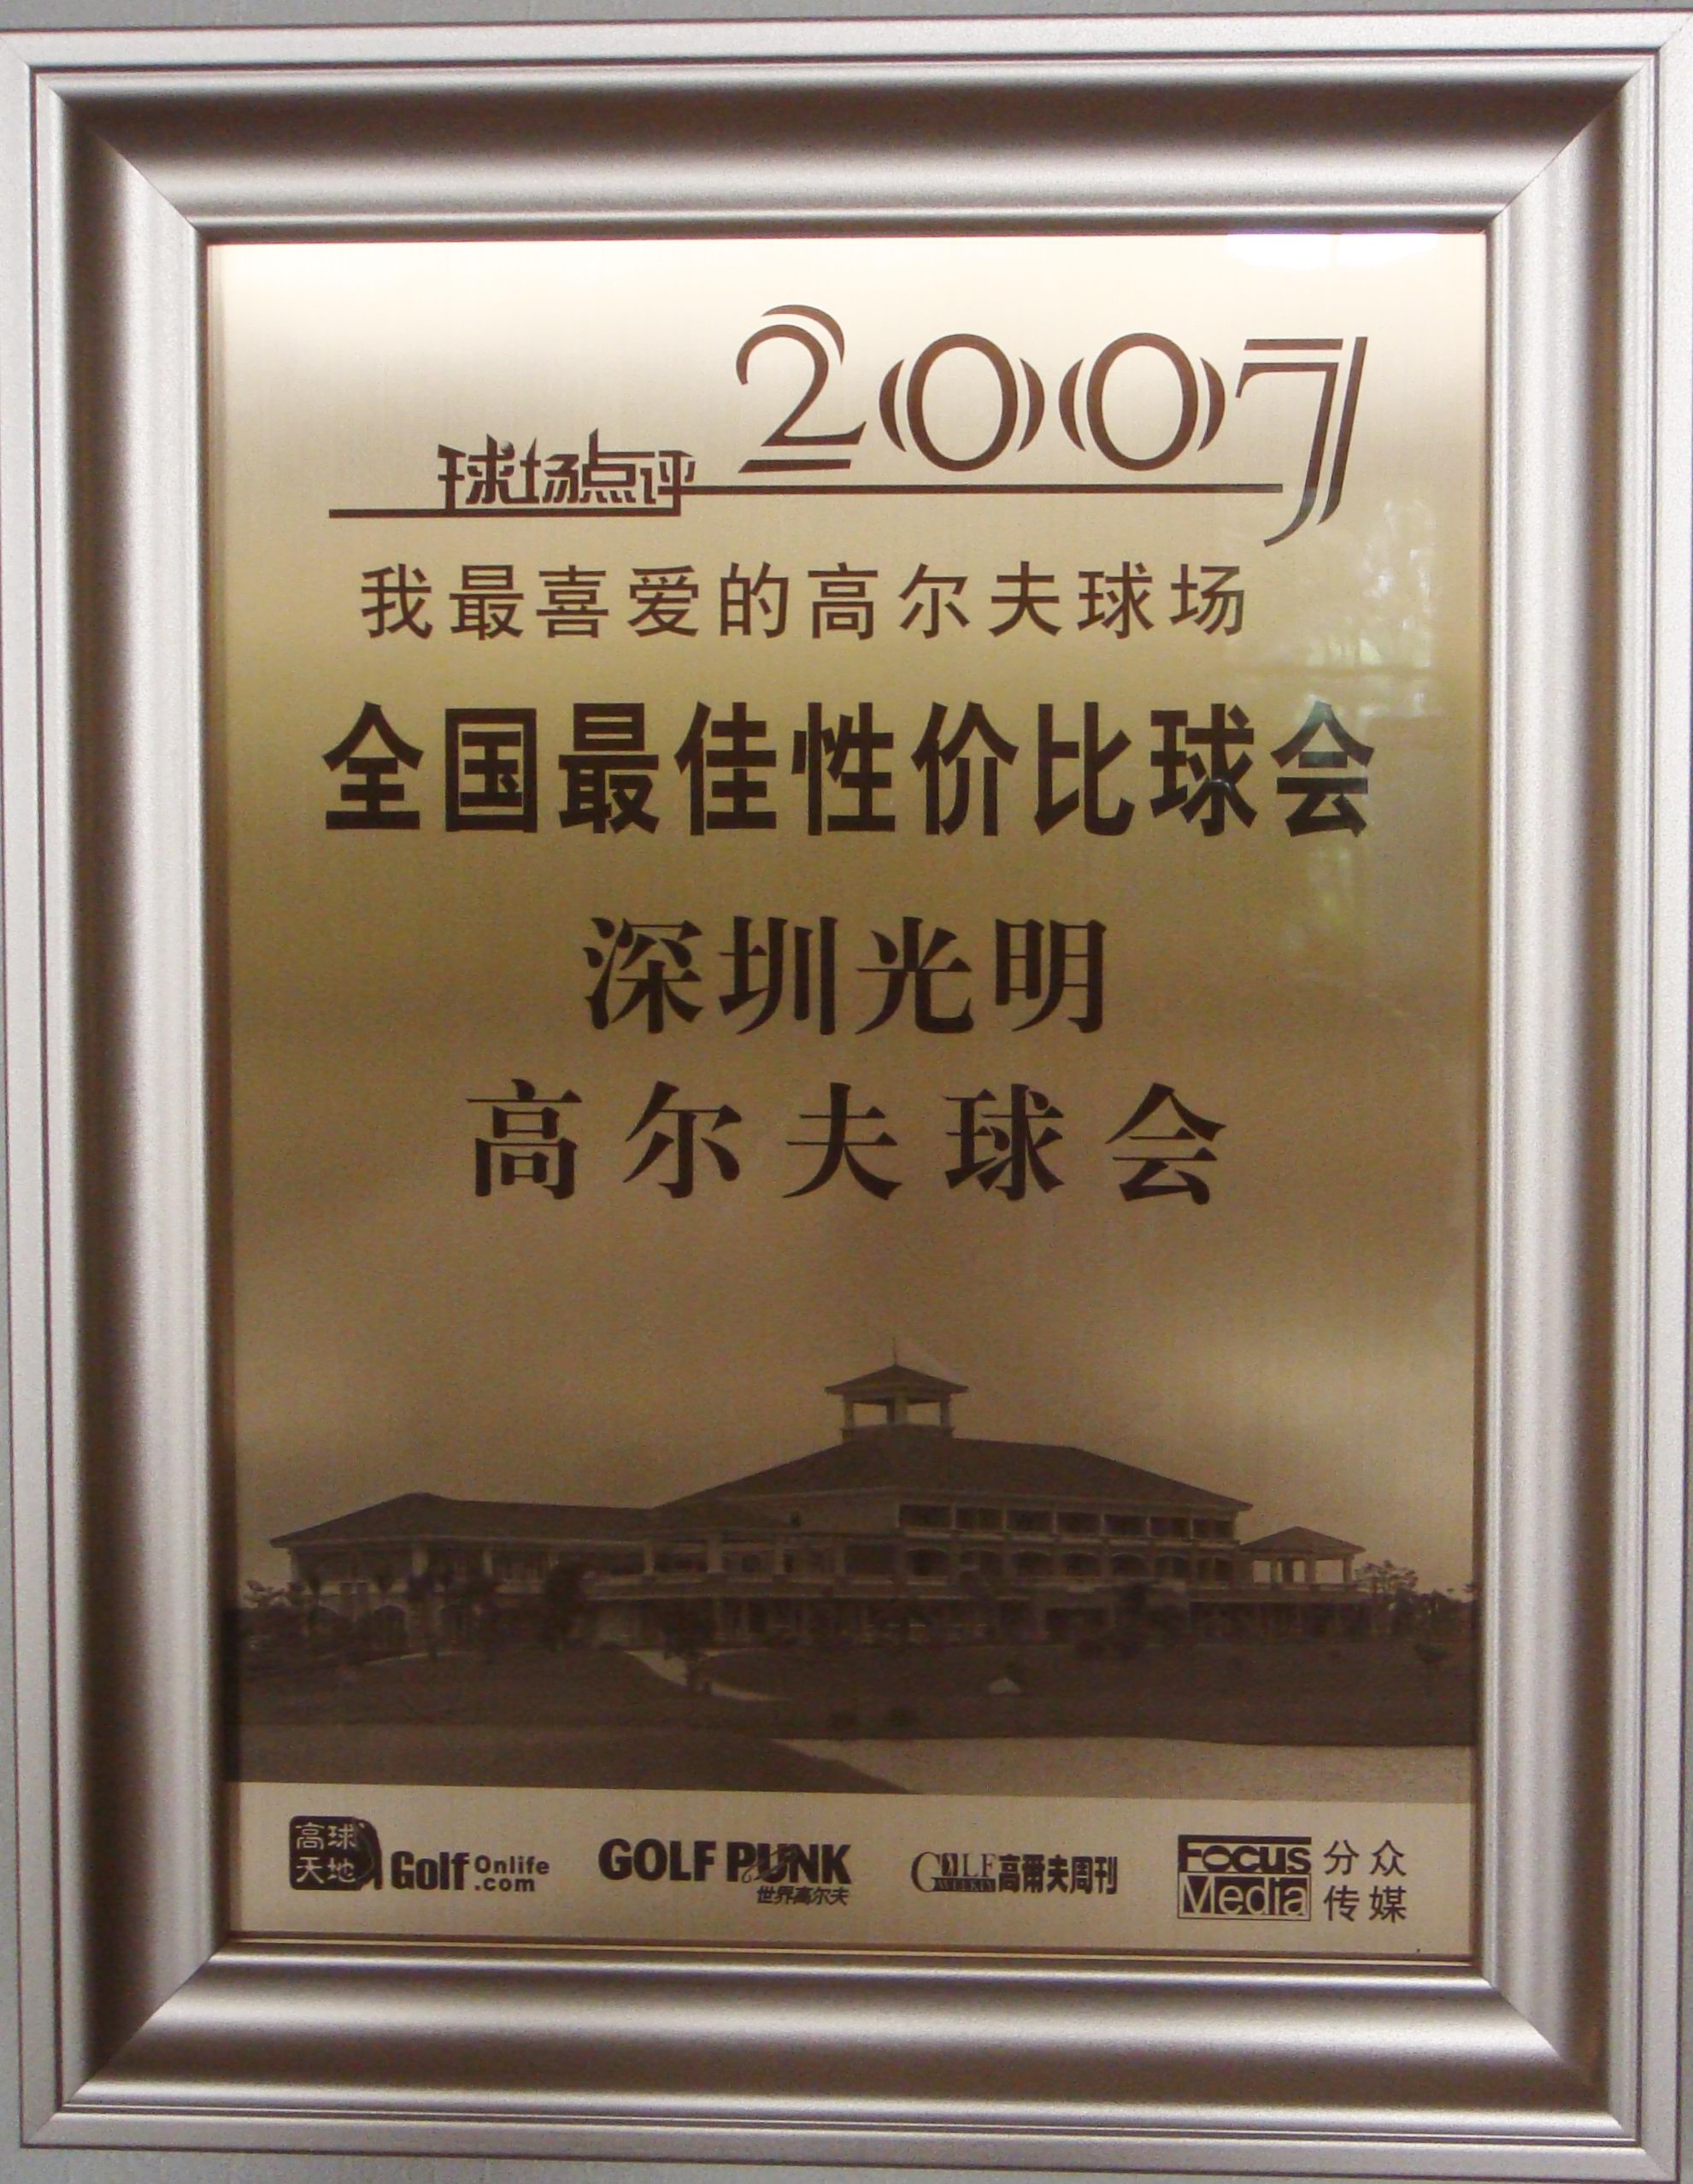 2007
球场点评
我最喜爱的高尔夫球场
全国最佳性价比球会
深圳光明
高尔夫球会
高球天地 Golf Onlife .com
GOLF PUNK 世界高尔夫
GOLF WEEKLY 高爾夫周刊
Focus Media 分众传媒